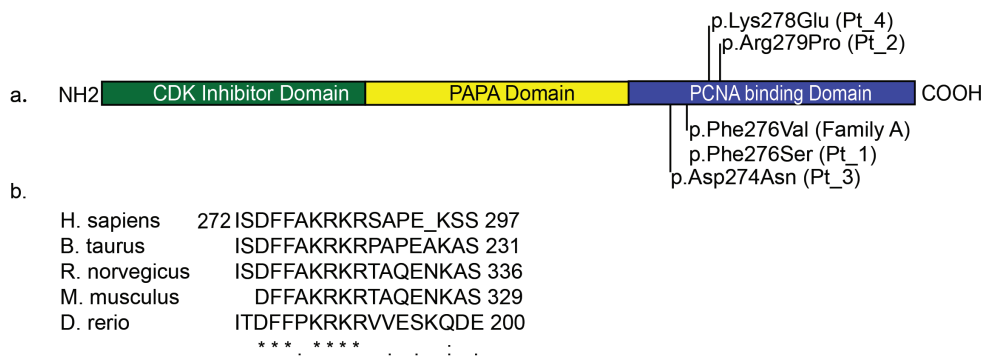 p.Lys278Glu (Pt_4)
p.Arg279Pro (Pt_2)
a. NH2 CDK Inhibitor Domain PAPA Domain PCNA binding Domain COOH
p.Phe276Val (Family A)
p.Phe276Ser (Pt_1)
p.Asp274Asn (Pt_3)
b.
H. sapiens 272 ISDFFAKRKRSAPE_KSS 297
B. taurus ISDFFAKRKRPAPEAKAS 231
R. norvegicus ISDFFAKRKRTAQENKAS 336
M. musculus DFFAKRKRTAQENKAS 329
D. rerio ITDFFPKRKRVVESKQDE 200
* * * . * * * * . . : .